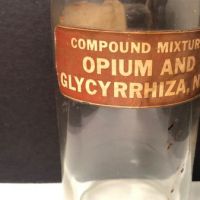 COMPOUND MIXTUR
OPIUM AND
GLYCYRRHIZA, N